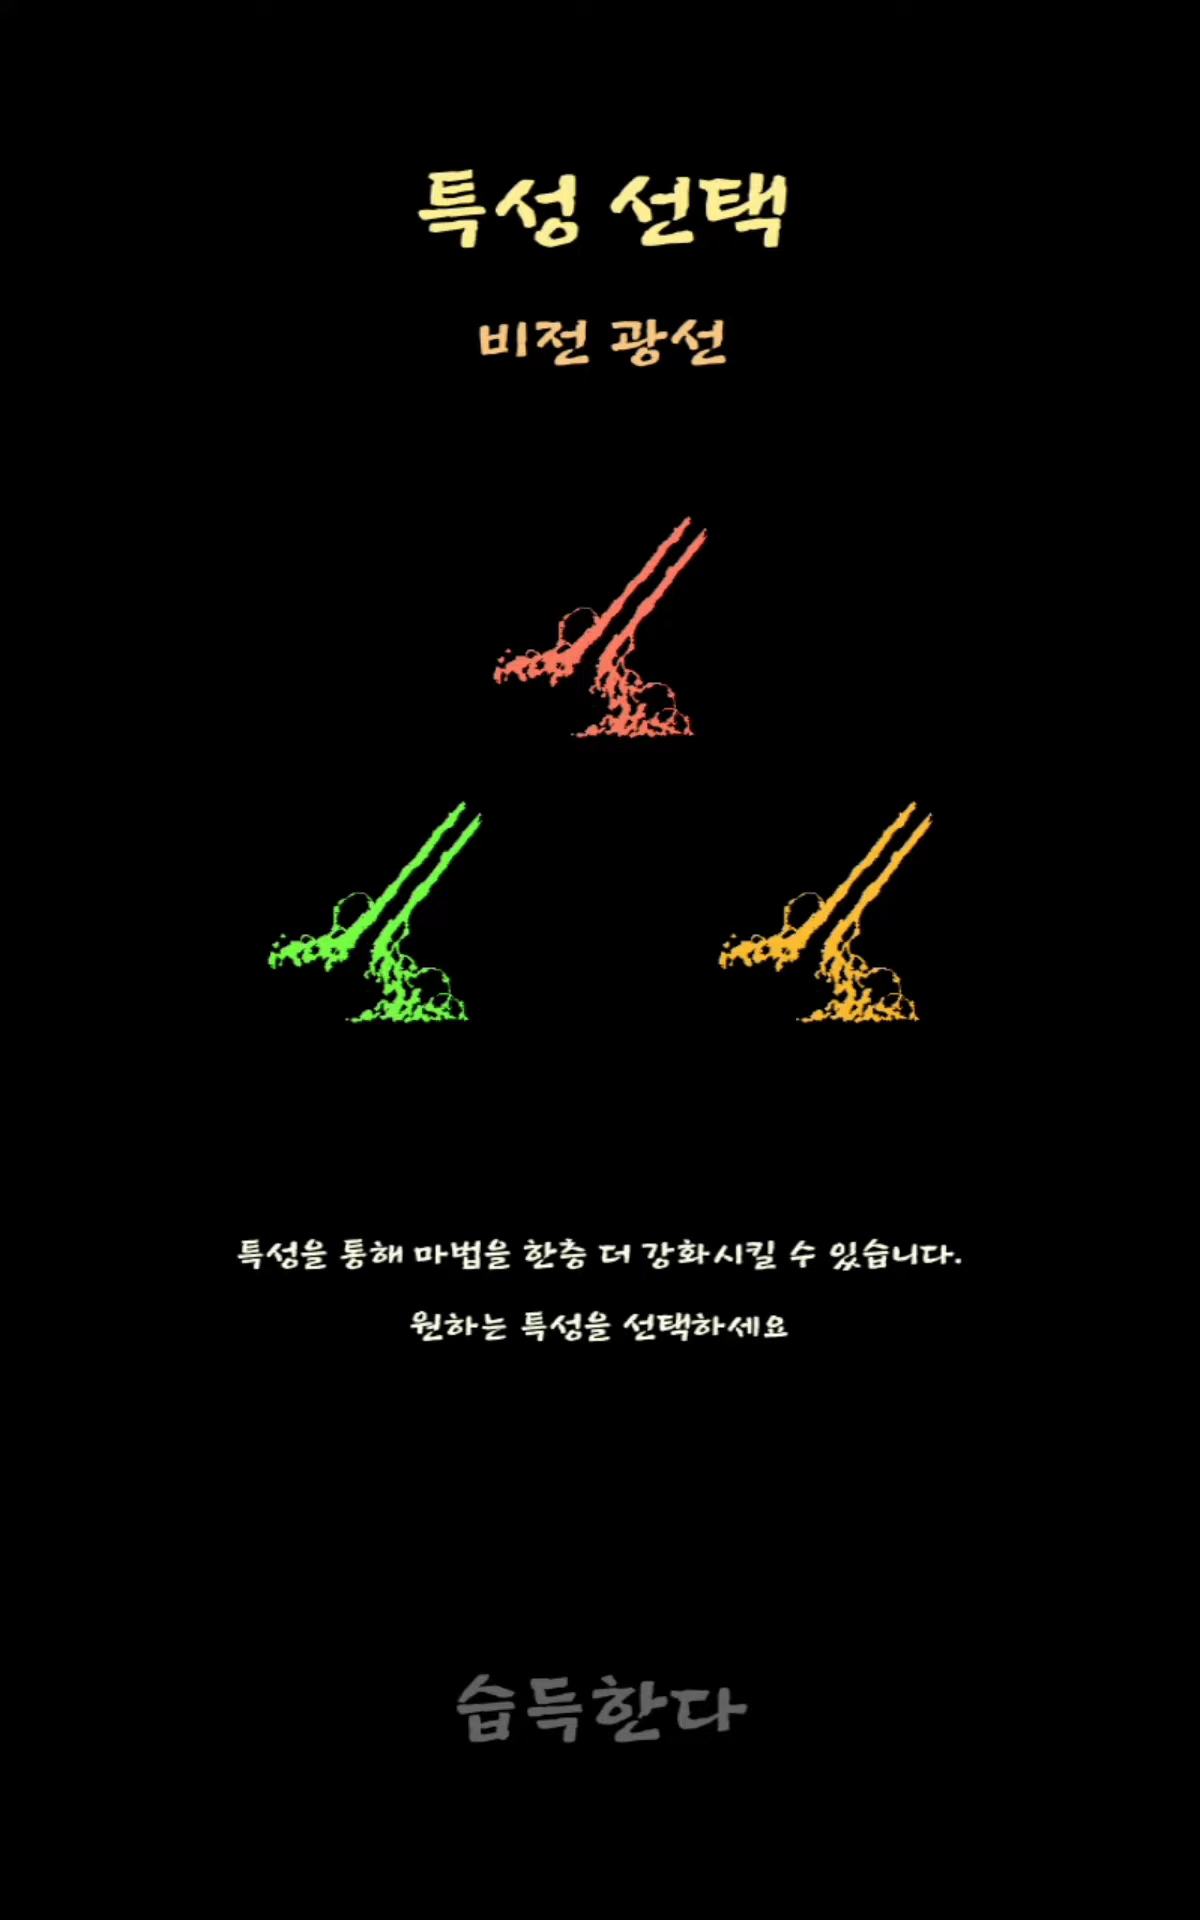 특성 선택
비전 광선
특성을 통해 마법을 한층 더 강화시킬 수 있습니다.
원하는 특성을 선택하세요
습득한다